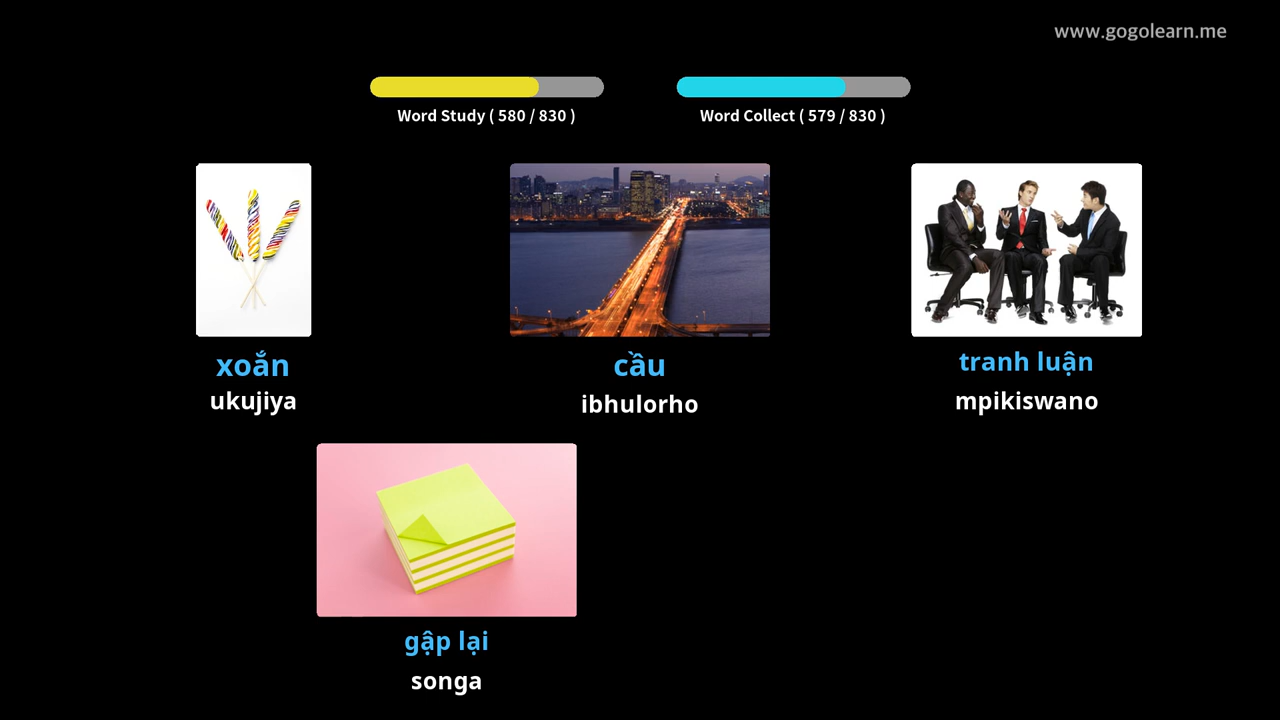 www.gogolearn.me
Word Study ( 580 / 830 )
Word Collect ( 579 / 830 )
xoắn
ukujiya
cầu
ibhulorho
tranh luận
mpikiswano
gập lại
songa